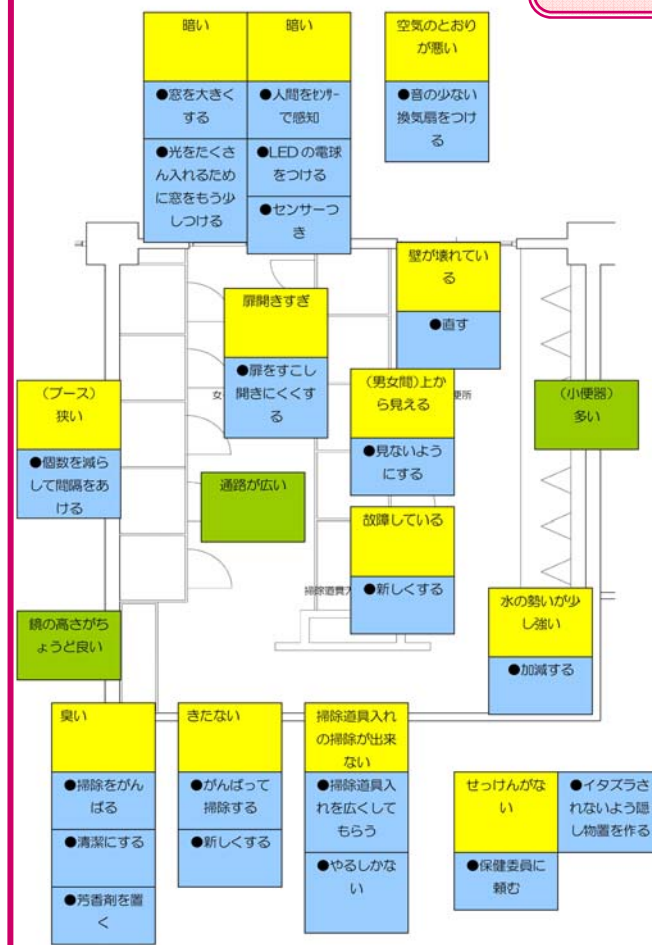 暗い
●窓を大きく
する
●光をたくさ
ん入れるため
に窓をもう少
しつける
暗い
●人間をｾﾝｻｰ
で感知
●LEDの電球
をつける
●センサーつ
き
空気のとおり
が悪い
●音の少ない
換気扇をつけ
る
壁が壊れてい
る
●直す
扉開きすぎ
●扉をすこし
開きにくくす
る
女
（男女間）上か
ら見える
●見ないよう
にする
便所
（ブース）
狭い
●個数を減ら
して間隔をあ
ける
（小便器）
多い
通路が広い
故障している
●新しくする
掃除道具入
水の勢いが少
し強い
●加減する
鏡の高さがち
ょうど良い
臭い
●掃除をがん
ばる
●清潔にする
●芳香剤を置
く
きたない
●がんばって
掃除する
●新しくする
掃除道具入れ
の掃除が出来
ない
●掃除道具入
れを広くして
もらう
●やるしかな
い
せっけんがな
い
●保健委員に
頼む
●イタズラさ
れないよう隠
し物置を作る